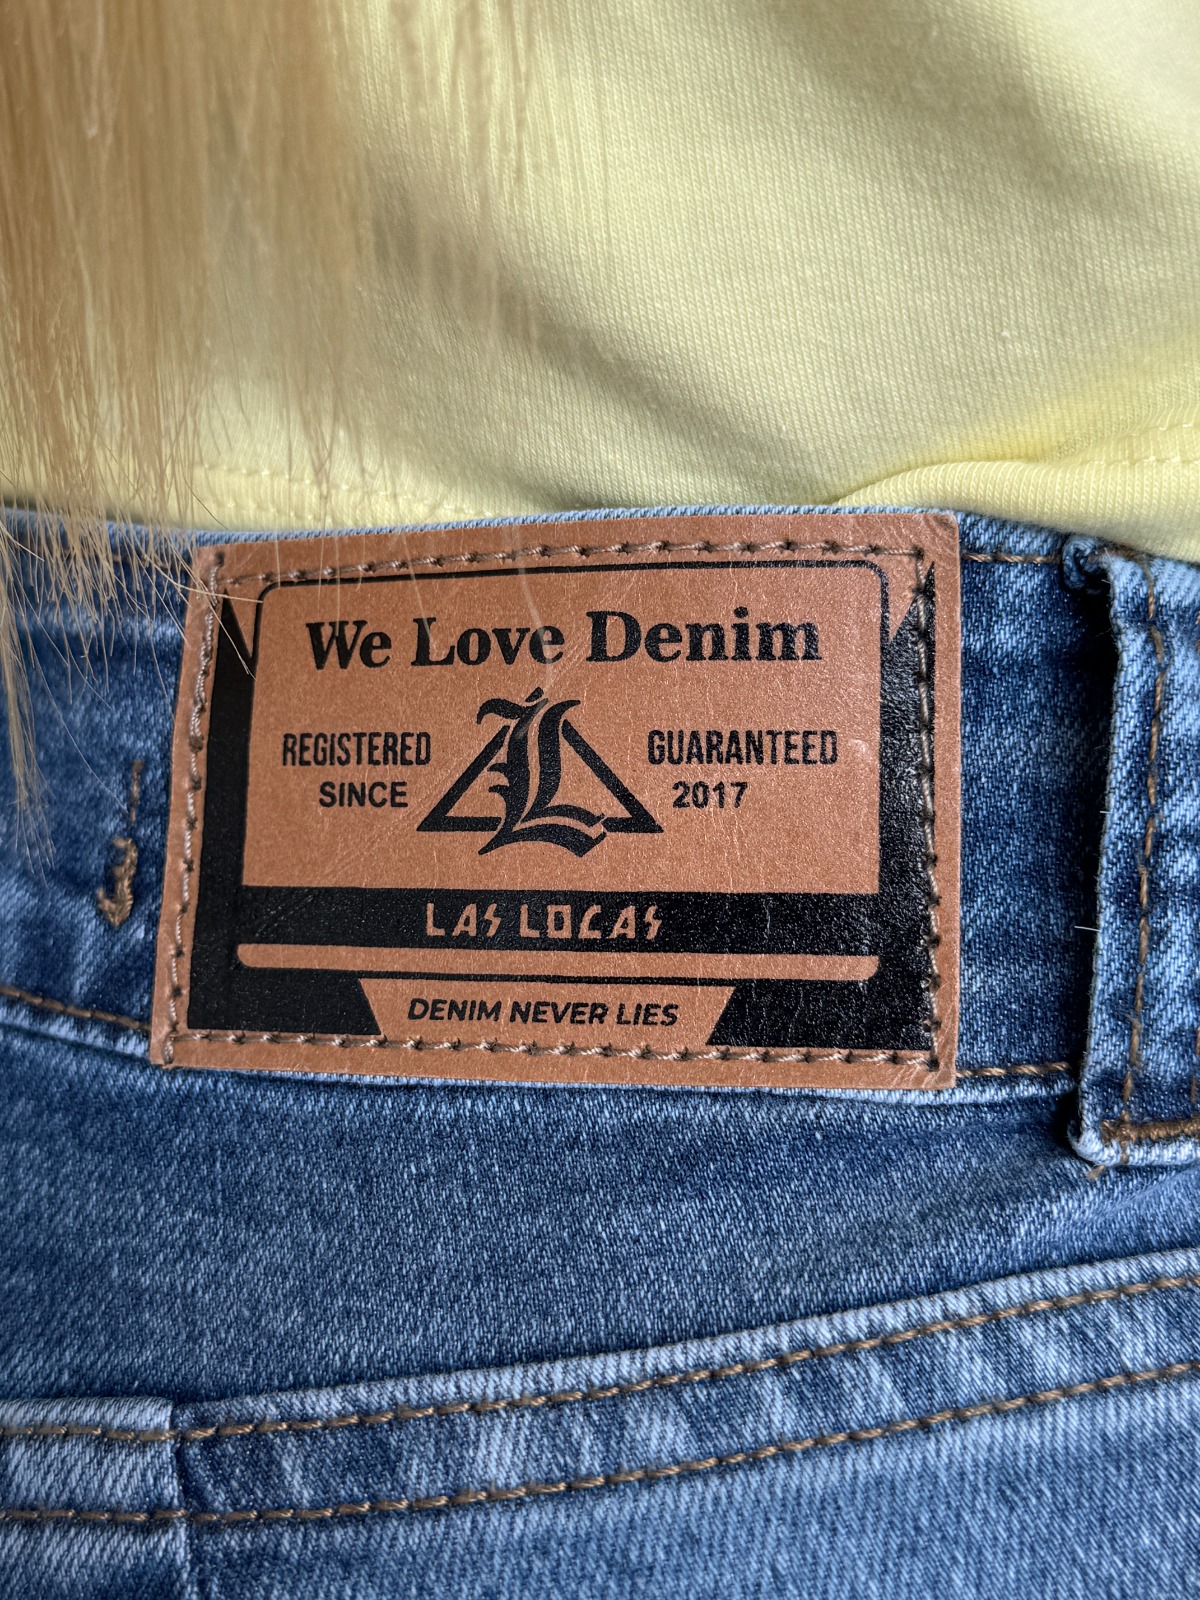 We Love Denim
REGISTERED GUARANTEED
SINCE 2017
L
LAS LOCAS
DENIM NEVER LIES